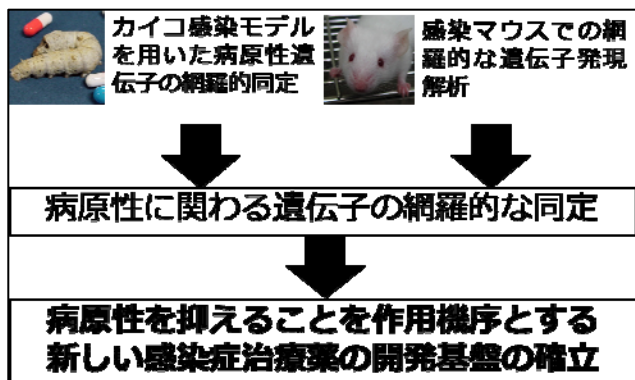 カイコ感染モデル
を用いた病原性遺
伝子の網羅的同定
感染マウスでの網
羅的な遺伝子発現
解析
病原性に関わる遺伝子の網羅的な同定
病原性を抑えることを作用機序とする
新しい感染症治療薬の開発基盤の確立